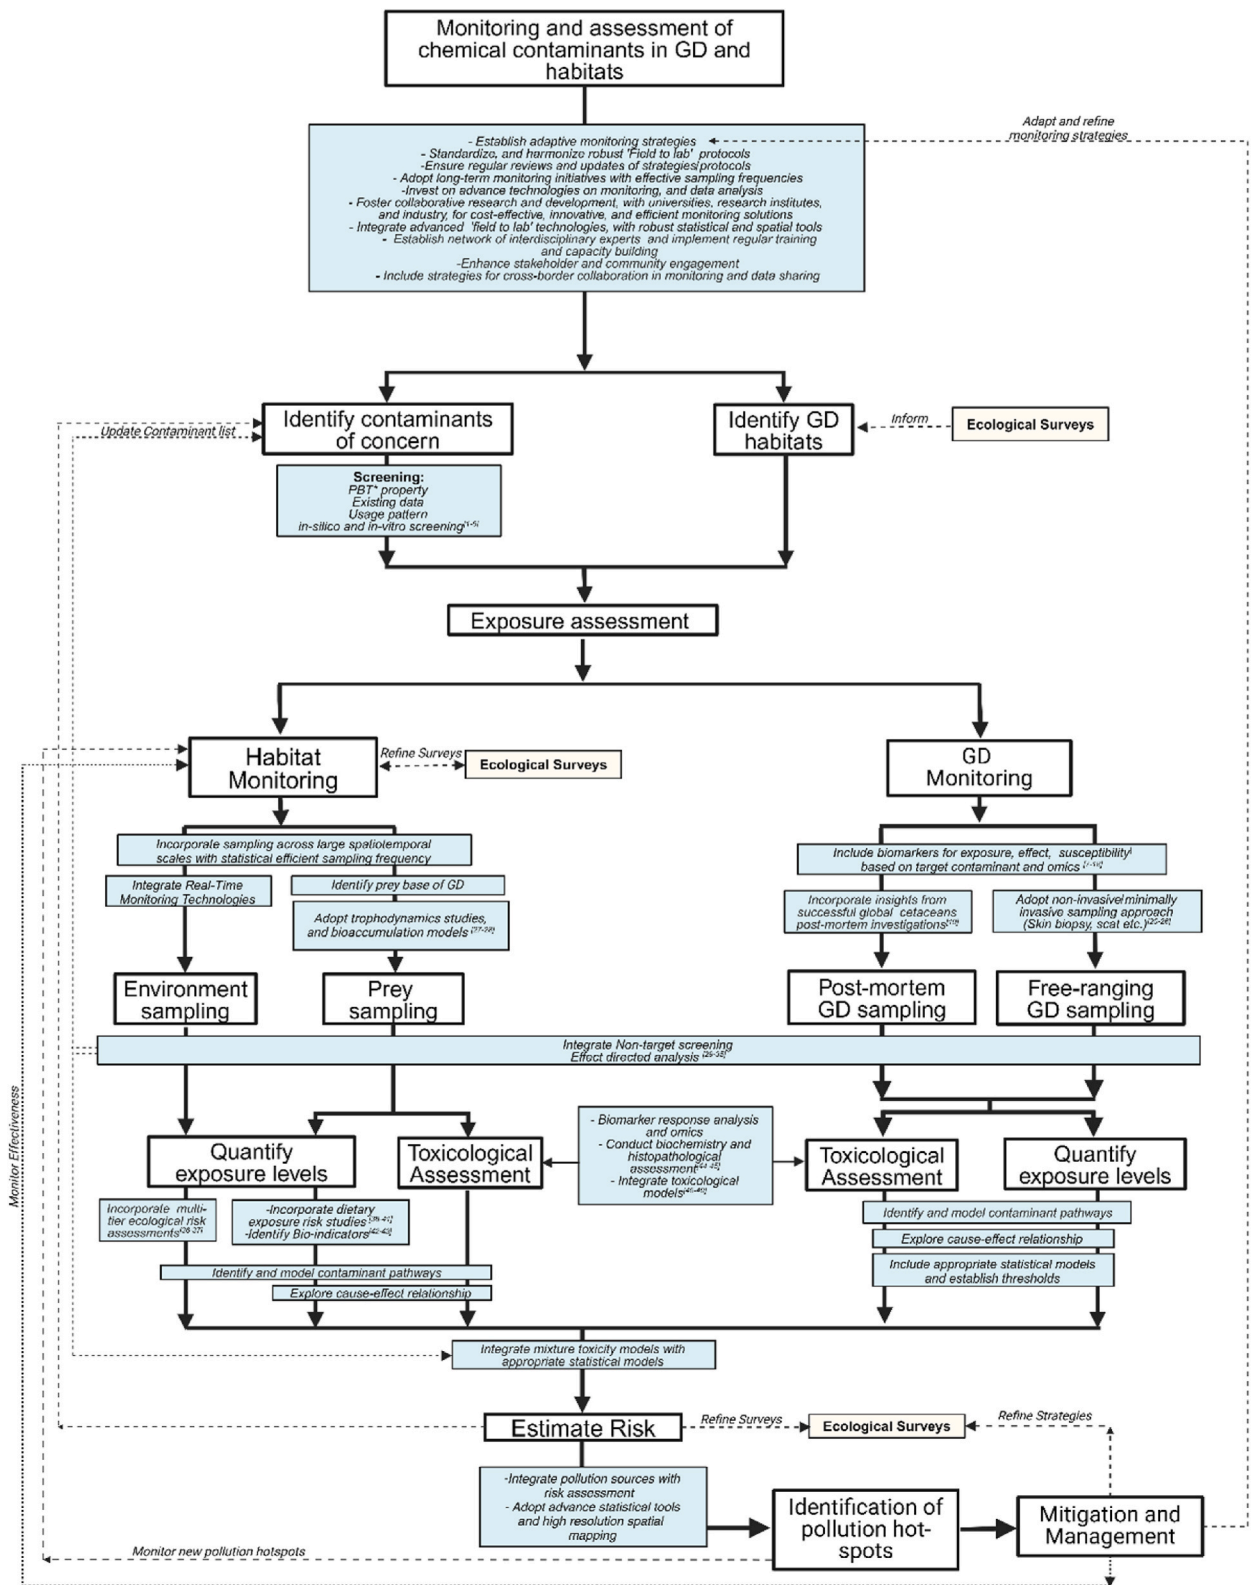 Monitoring and assessment of
chemical contaminants in GD and
habitats
Adapt and refine
monitoring strategies
- Establish adaptive monitoring strategies
- Standardize, and harmonize robust 'Field to lab' protocols
-Ensure regular reviews and updates of strategies/protocols
- Adopt long-term monitoring initiatives with effective sampling frequencies
-Invest on advance technologies on monitoring, and data analysis
- Foster collaborative research and development, with universities, research institutes,
and industry, for cost-effective, innovative, and efficient monitoring solutions
- Integrate advanced 'field to lab' technologies, with robust statistical and spatial tools
- Establish network of interdisciplinary experts and implement regular training
and capacity building
-Enhance stakeholder and community engagement
- Include strategies for cross-border collaboration in monitoring and data sharing
Update Contaminant list
Identify contaminants
of concern
Identify GD
habitats
Inform
Ecological Surveys
Screening:
PBT* property
Existing data
Usage pattern
in-silico and in-vitro screening
Exposure assessment
Habitat
Monitoring
Refine Surveys
Ecological Surveys
GD
Monitoring
Incorporate sampling across large spatiotemporal
scales with statistical efficient sampling frequency
Include biomarkers for exposure, effect, susceptibility
based on target contaminant and omics
Integrate Real-Time
Monitoring Technologies
Identify prey base of GD
Adopt trophodynamics studies,
and bioaccumulation models
Incorporate insights from
successful global cetaceans
post-mortem investigations
Adopt non-invasive/minimally
invasive sampling approach
(Skin biopsy, scat etc.)
Environment
sampling
Prey
sampling
Post-mortem
GD sampling
Free-ranging
GD sampling
Integrate Non-target screening
Effect directed analysis
Monitor Effectiveness
Quantify
exposure levels
Toxicological
Assessment
- Biomarker response analysis
and omics
- Conduct biochemistry and
histopathological
assessment
- Integrate toxicological
models
Toxicological
Assessment
Quantify
exposure levels
Incorporate multi-
tier ecological risk
assessments
-Incorporate dietary
exposure risk studies
-Identify Bio-indicators
Identify and model contaminant pathways
Explore cause-effect relationship
Identify and model contaminant pathways
Explore cause-effect relationship
Include appropriate statistical models
and establish thresholds
Integrate mixture toxicity models with
appropriate statistical models
Estimate Risk
Refine Surveys
Ecological Surveys
Refine Strategies
-Integrate pollution sources with
risk assessment
- Adopt advance statistical tools
and high resolution spatial
mapping
Identification of
pollution hot-
spots
Mitigation and
Management
Monitor new pollution hotspots